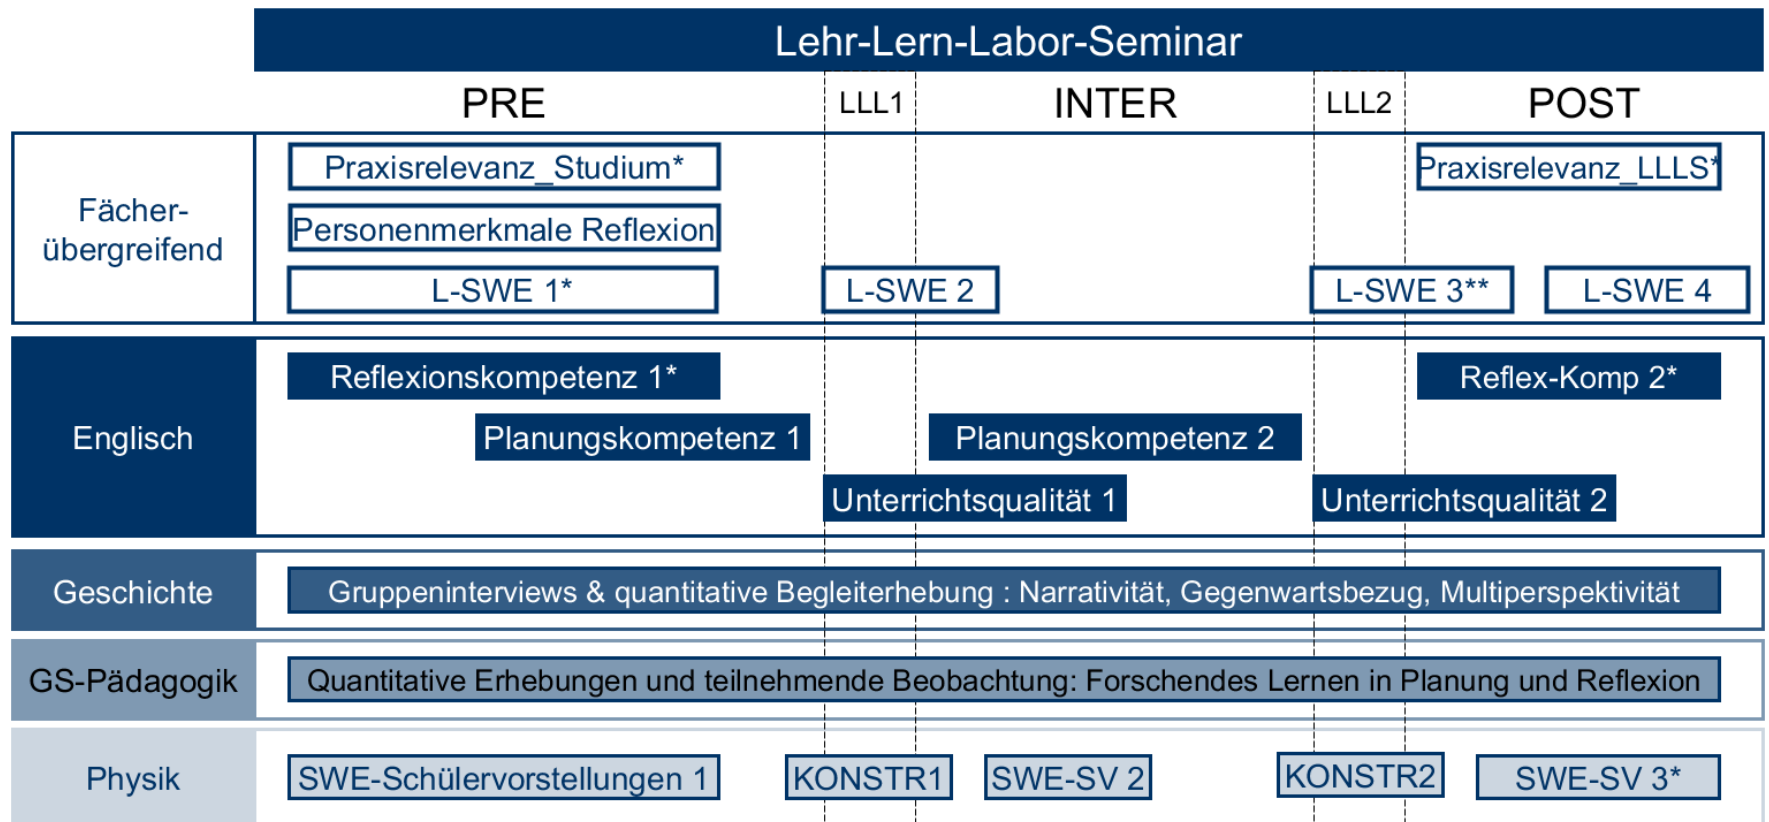 Lehr-Lern-Labor-Seminar
PRE
LLL1
INTER
LLL2
POST
Fächer-
übergreifend
Praxisrelevanz_Studium*
Praxisrelevanz_LLLS*
Personenmerkmale Reflexion
L-SWE 1*
L-SWE 2
L-SWE 3**
L-SWE 4
Englisch
Reflexionskompetenz 1*
Reflex-Komp 2*
Planungskompetenz 1
Planungskompetenz 2
Unterrichtsqualität 1
Unterrichtsqualität 2
Geschichte
Gruppeninterviews & quantitative Begleiterhebung : Narrativität, Gegenwartsbezug, Multiperspektivität
GS-Pädagogik
Quantitative Erhebungen und teilnehmende Beobachtung: Forschendes Lernen in Planung und Reflexion
Physik
SWE-Schülervorstellungen 1
KONSTR1
SWE-SV 2
KONSTR2
SWE-SV 3*